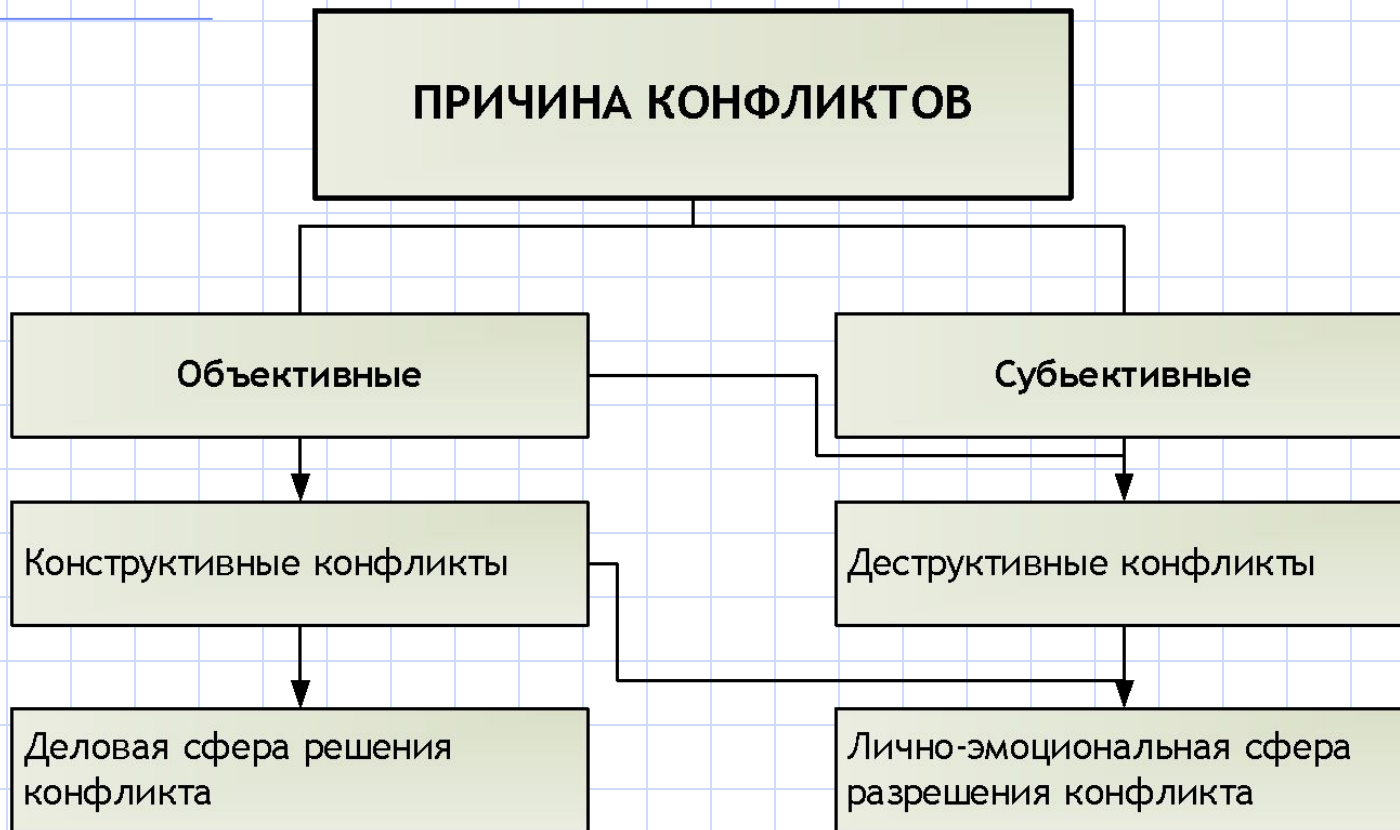 ПРИЧИНА КОНФЛИКТОВ
Объективные
Субьективные
Конструктивные конфликты
Деструктивные конфликты
Деловая сфера решения
конфликта
Лично-эмоциональная сфера
разрешения конфликта